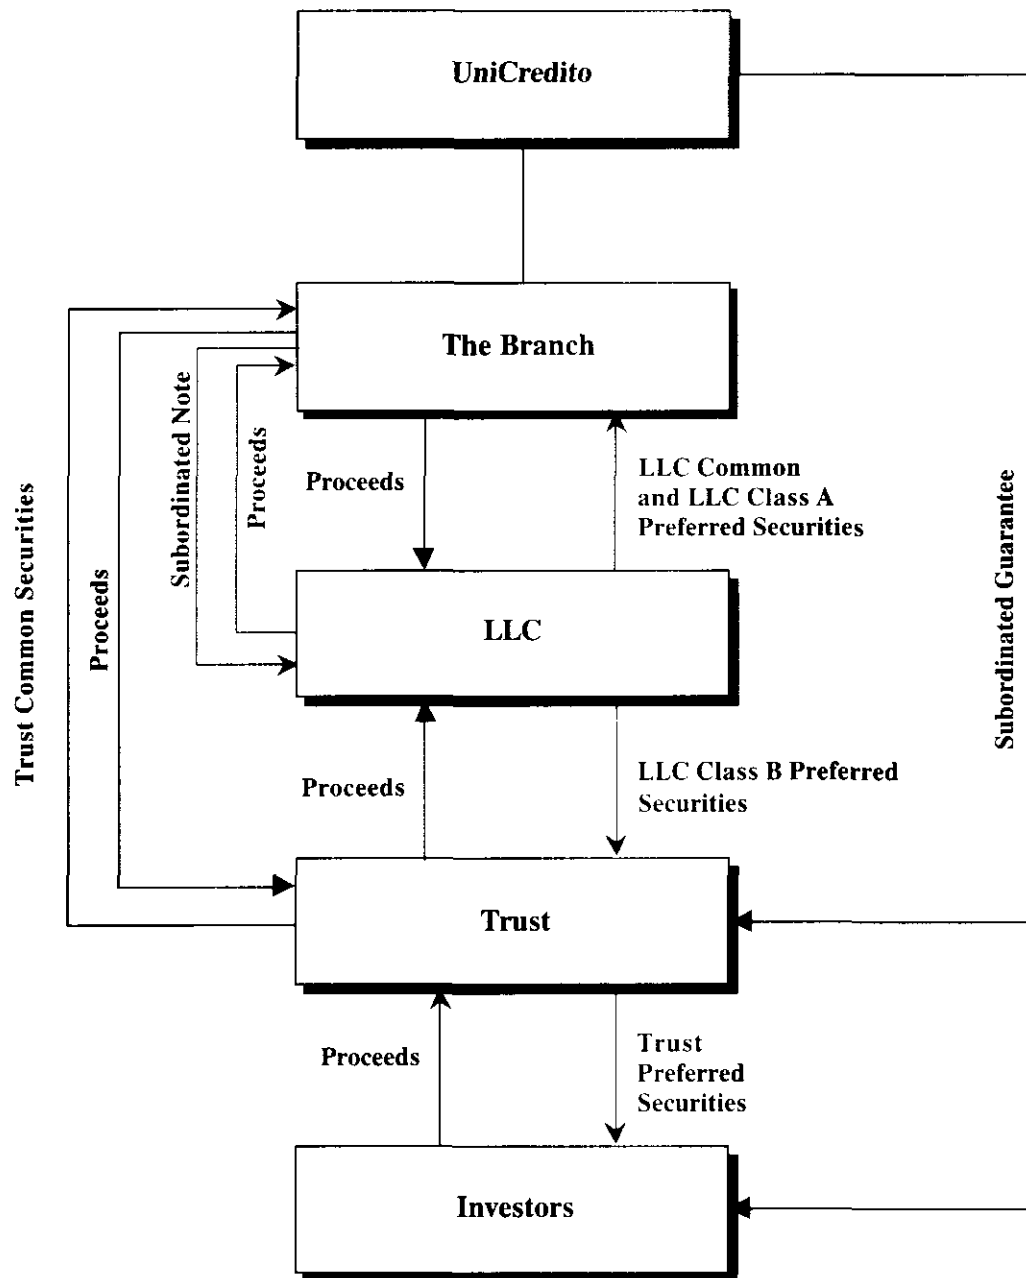 UniCredito
The Branch
Trust Common Securities
Proceeds
Subordinated Note
Proceeds
Proceeds
LLC Common
and LLC Class A
Preferred Securities
Subordinated Guarantee
LLC
Proceeds
LLC Class B Preferred
Securities
Trust
Proceeds
Trust
Preferred
Securities
Investors